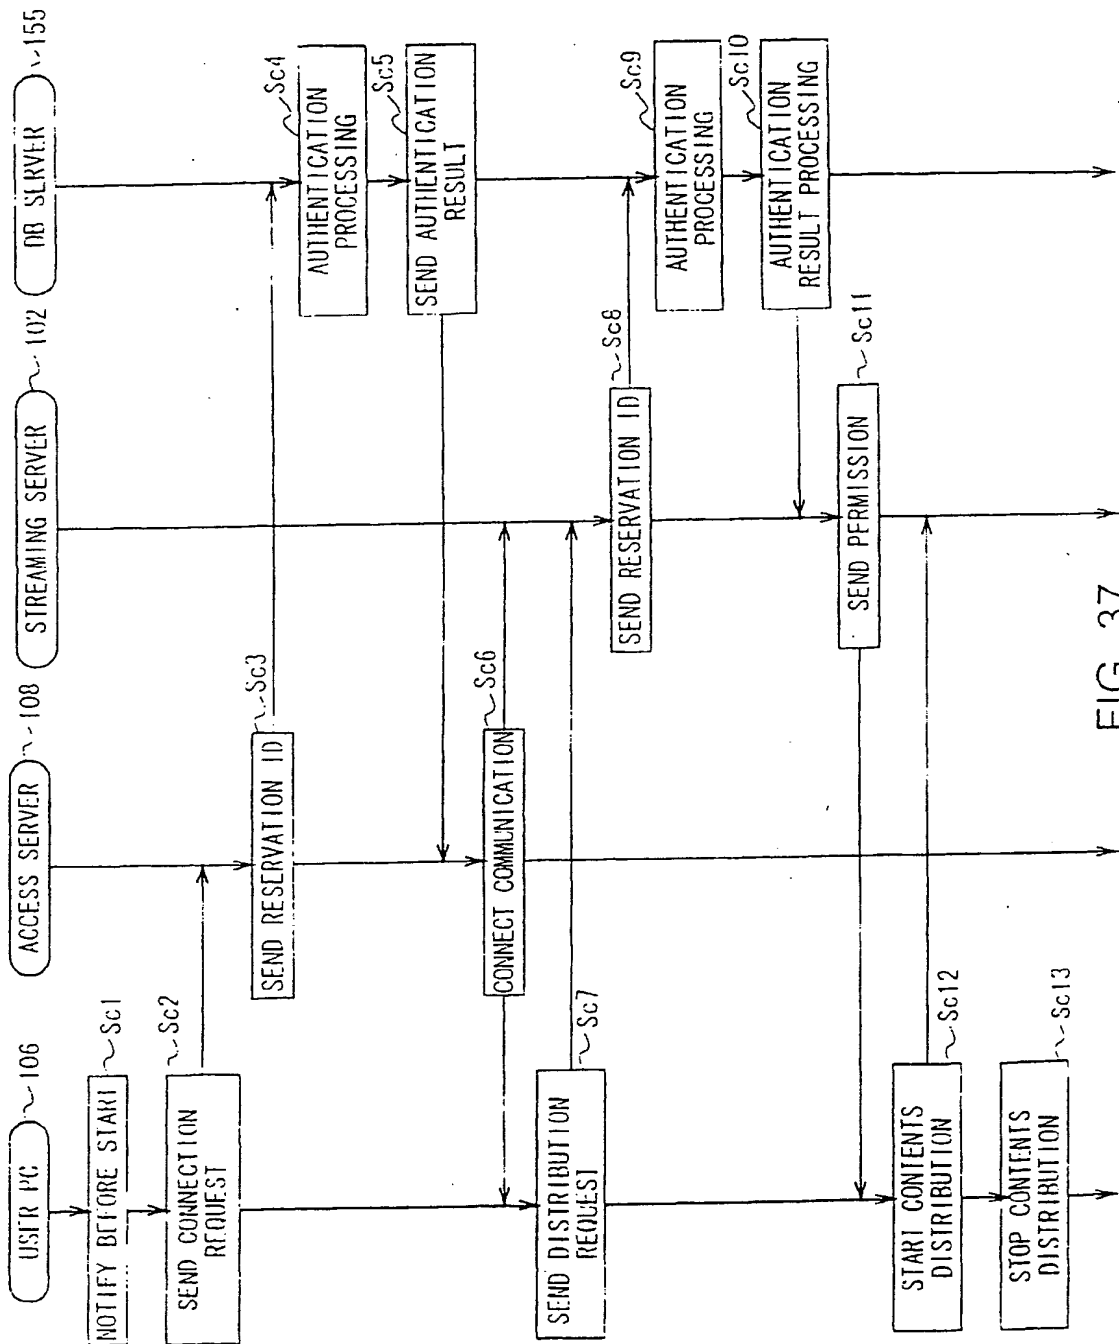 USER PC
106
ACCESS SERVER
108
STREAMING SERVER
102
DB SERVER
155
NOTIFY BEFORE START
Sc1
SEND CONNECTION
REQUEST
Sc2
SEND RESERVATION ID
Sc3
AUTHENTICATION
PROCESSING
Sc4
SEND AUTHENTICATION
RESULT
Sc5
CONNECT COMMUNICATION
Sc6
SEND DISTRIBUTION
REQUEST
Sc7
SEND RESERVATION ID
Sc8
AUTHENTICATION
PROCESSING
Sc9
AUTHENTICATION
RESULT PROCESSING
Sc10
SEND PERMISSION
Sc11
START CONTENTS
DISTRIBUTION
Sc12
STOP CONTENTS
DISTRIBUTION
Sc13
FIG. 37